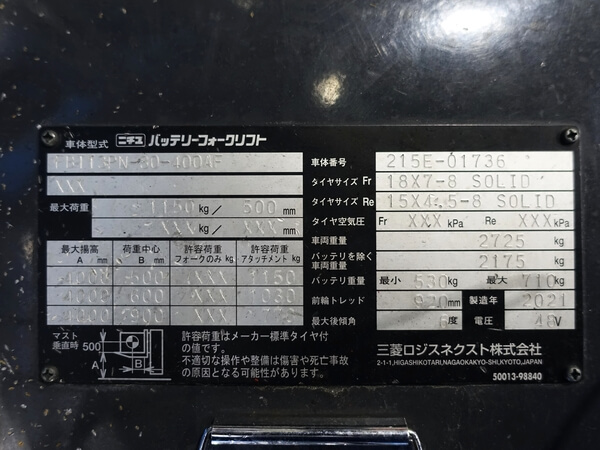 車体型式 ニチユ バッテリーフォークリフト
-80-400AF
XXX
最大荷重 1150 kg / 500 mm
XXX kg / XXX mm
最大揚高 A mm 荷重中心 B mm 許容荷重 フォークのみ kg 許容荷重 アタッチメント kg
4000 500 XXX 1150
4000 600 XXX 1030
XXX
マスト垂直時 500 A B
許容荷重はメーカー標準タイヤ付
の値です。
不適切な操作や整備は傷害や死亡事故
の原因となる可能性があります。
車体番号 215E-01736
タイヤサイズ Fr 18X7-8 SOLID
タイヤサイズ Re 15X4.5-8 SOLID
タイヤ空気圧 Fr XXX kPa Re XXX kPa
車両重量 2725 kg
バッテリを除く車両重量 2175 kg
バッテリ重量 最小 530 kg 最大 710 kg
前輪トレッド 920 mm 製造年 2021
最大後傾角 度 電圧 48 V
三菱ロジスネクスト株式会社
2-1-1,HIGASHIKOTARI,NAGAOKAKYO-SHI,KYOTO,JAPAN
50013-98840